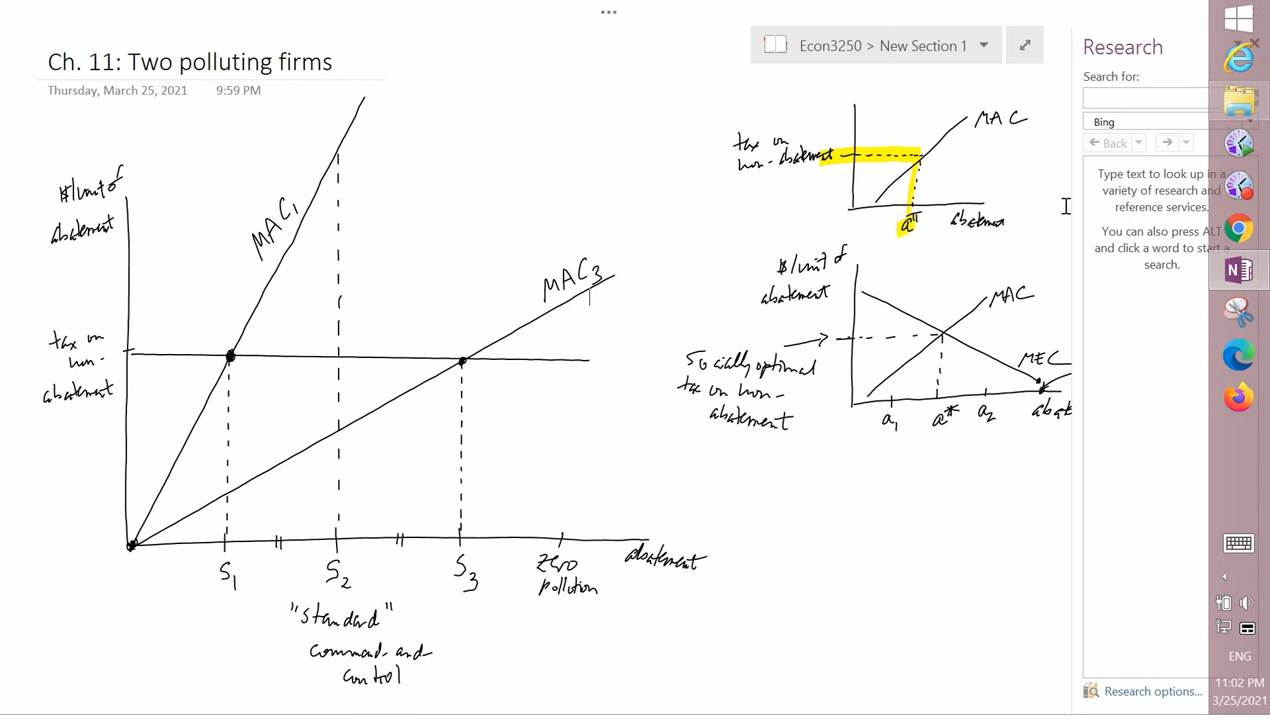 Ch. 11: Two polluting firms
Thursday, March 25, 2021 9:59 PM
Econ3250 > New Section 1
Research
Search for:
Bing
Back
Type text to look up in a
variety of research and
reference services.
You can also press ALT
and click a word to start a
search.
Research options...
ENG
11:02 PM
3/25/2021
$/unit of
abatement
MAC1
MAC3
tax on
non-
abatement
S1
S2
S3
zero
pollution
abatement
"Standard"
Command-and-
control
tax on
non-abatement
MAC
a*
abatement
$/unit of
abatement
MAC
MEC
Socially optimal
tax on non-
abatement
a1
a*
a2
abate